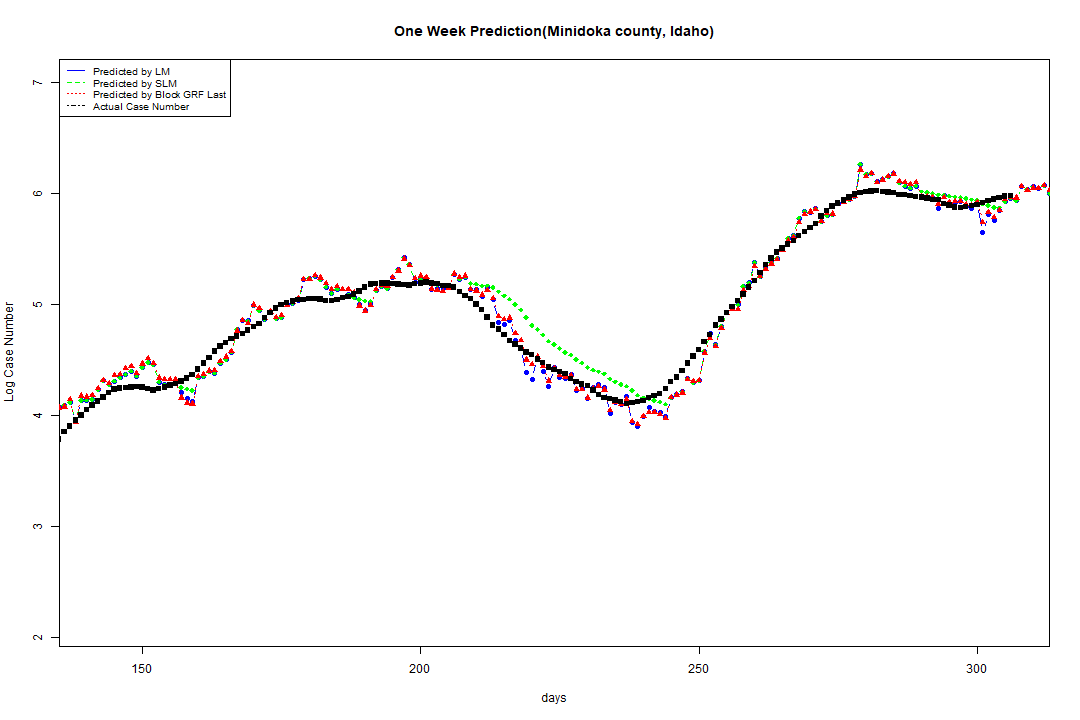 One Week Prediction(Minidoka county, Idaho)
Predicted by LM
Predicted by SLM
Predicted by Block GRF Last
Actual Case Number
7
6
5
4
3
2
Log Case Number
150
200
250
300
days